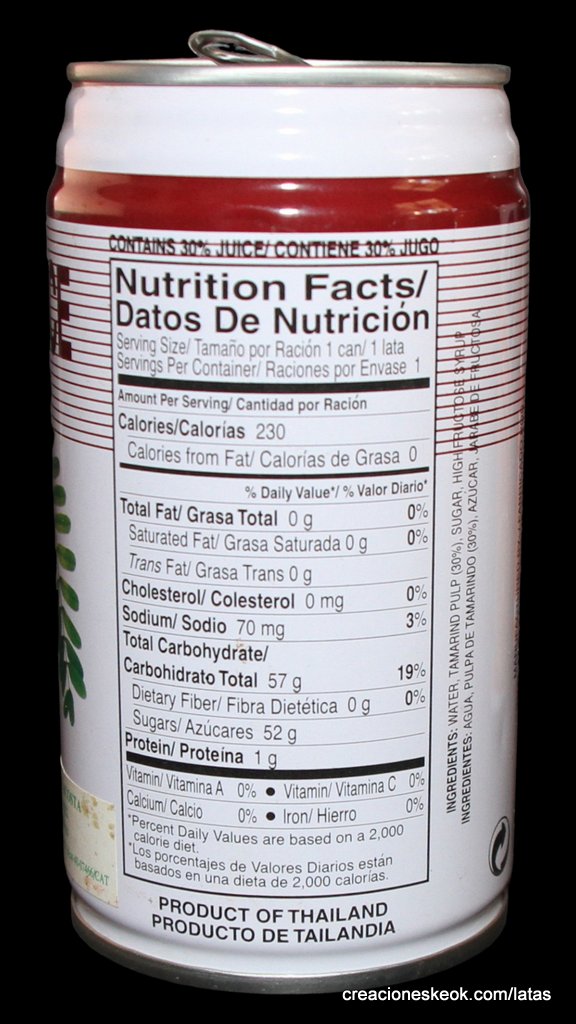 CONTAINS 30% JUICE/ CONTIENE 30% JUGO
Nutrition Facts/
Datos De Nutrición
Serving Size/ Tamaño por Ración 1 can/ 1 lata
Servings Per Container/ Raciones por Envase 1
Amount Per Serving/ Cantidad por Ración
Calories/Calorías 230
Calories from Fat/ Calorías de Grasa 0
% Daily Value*/ % Valor Diario*
Total Fat/ Grasa Total 0 g 0%
Saturated Fat/ Grasa Saturada 0 g 0%
Trans Fat/ Grasa Trans 0 g
Cholesterol/ Colesterol 0 mg 0%
Sodium/ Sodio 70 mg 3%
Total Carbohydrate/
Carbohidrato Total 57 g 19%
Dietary Fiber/ Fibra Dietética 0 g 0%
Sugars/ Azúcares 52 g
Protein/ Proteína 1 g
Vitamin/ Vitamina A 0% ● Vitamin/ Vitamina C 0%
Calcium/ Calcio 0% ● Iron/ Hierro 0%
*Percent Daily Values are based on a 2,000
calorie diet.
*Los porcentajes de Valores Diarios están
basados en una dieta de 2,000 calorías.
PRODUCT OF THAILAND
PRODUCTO DE TAILANDIA
INGREDIENTS: WATER, TAMARIND PULP (30%), SUGAR, HIGH FRUCTOSE SYRUP
INGREDIENTES: AGUA, PULPA DE TAMARINDO (30%), AZÚCAR, JARABE DE FRUCTOSA
creacioneskeok.com/latas